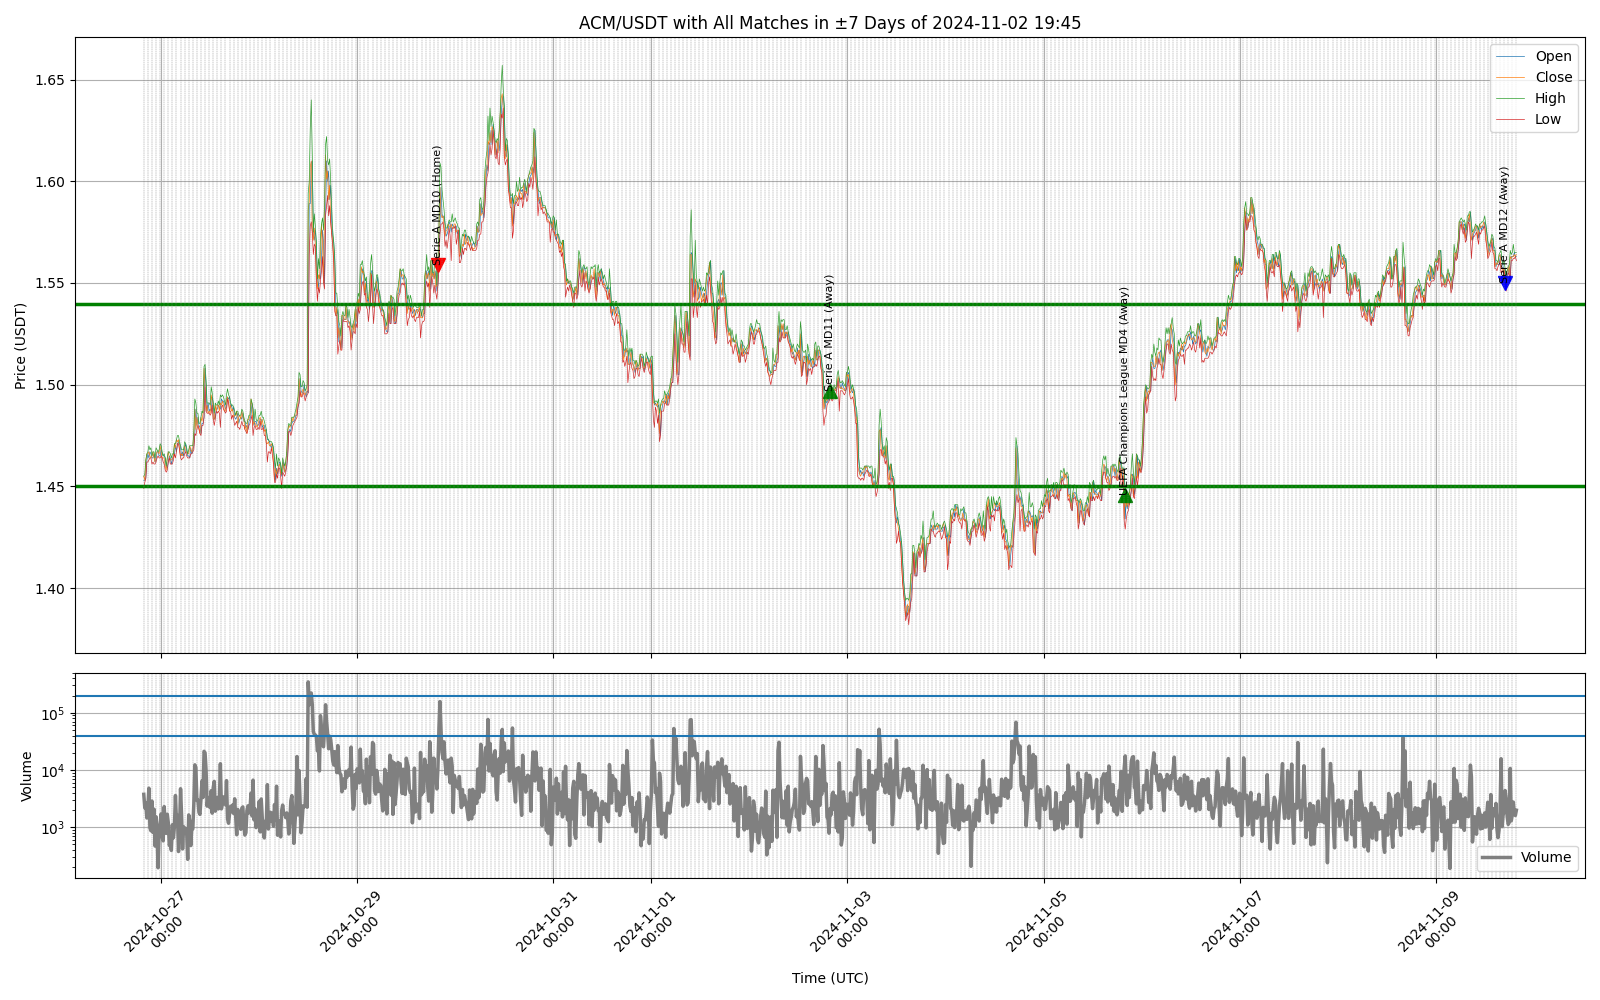 ACM/USDT with All Matches in ±7 Days of 2024-11-02 19:45
Price (USDT)
1.65
1.60
1.55
1.50
1.45
1.40
Open
Close
High
Low
Serie A MD10 (Home)
Serie A MD11 (Away)
UEFA Champions League MD4 (Away)
Serie A MD12 (Away)
Volume
10^5
10^4
10^3
Volume
2024-10-27
00:00
2024-10-29
00:00
2024-10-31
00:00
2024-11-01
00:00
2024-11-03
00:00
2024-11-05
00:00
2024-11-07
00:00
2024-11-09
00:00
Time (UTC)